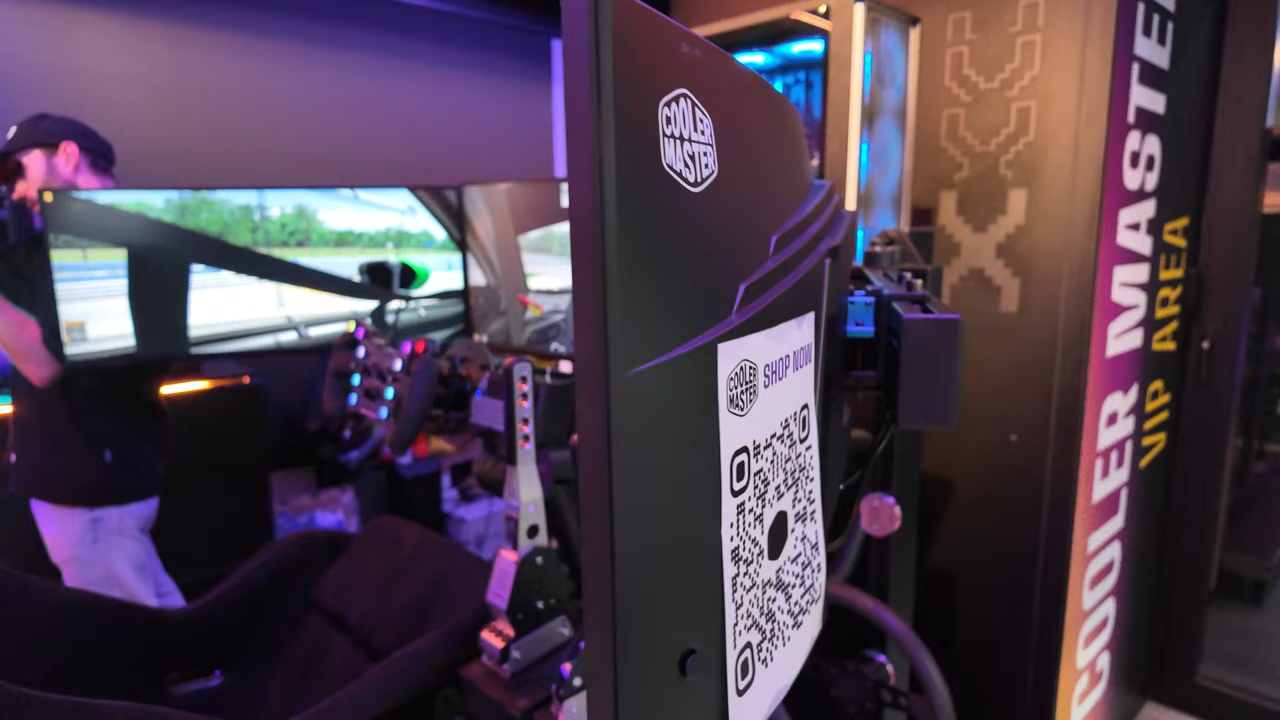 COOLER
MASTER
COOLER
MASTER
SHOP NOW
COOLER MASTER
VIP AREA